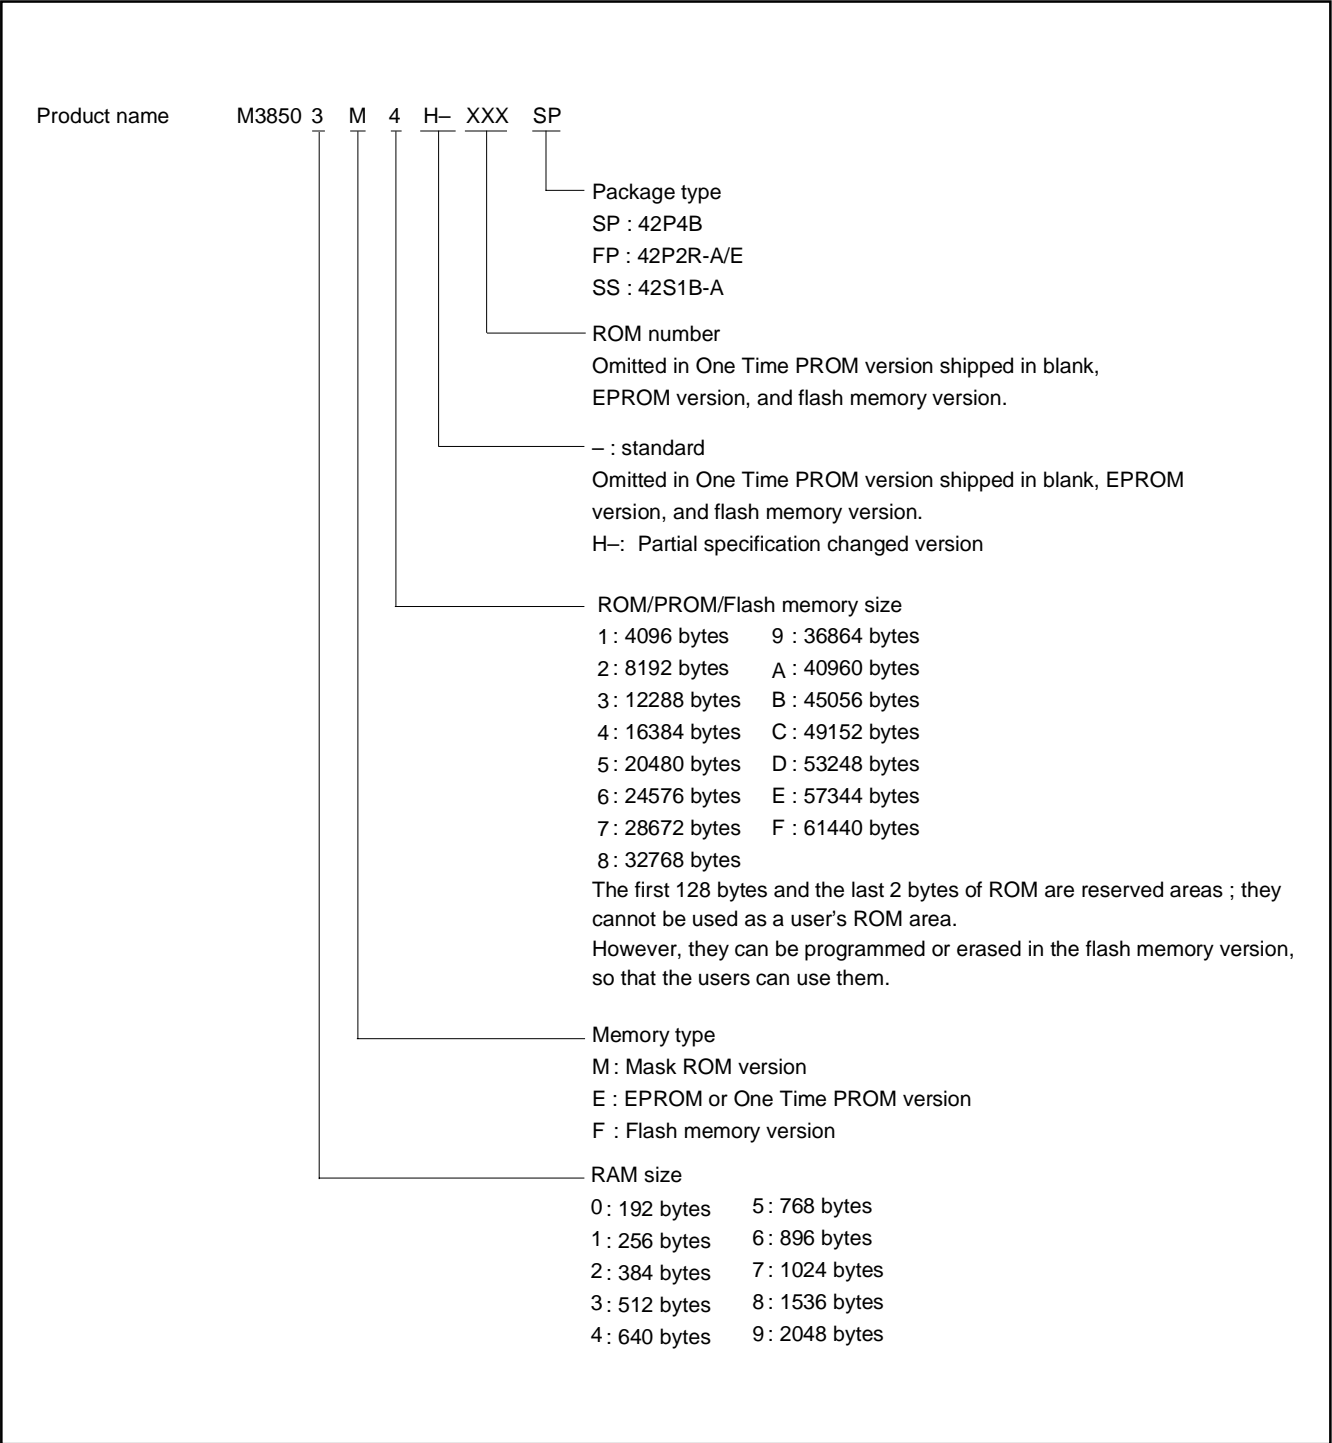 Product name M3850 3 M 4 H– XXX SP
Package type
SP : 42P4B
FP : 42P2R-A/E
SS : 42S1B-A
ROM number
Omitted in One Time PROM version shipped in blank,
EPROM version, and flash memory version.
– : standard
Omitted in One Time PROM version shipped in blank, EPROM
version, and flash memory version.
H–: Partial specification changed version
ROM/PROM/Flash memory size
1 : 4096 bytes 9 : 36864 bytes
2 : 8192 bytes A : 40960 bytes
3 : 12288 bytes B : 45056 bytes
4 : 16384 bytes C : 49152 bytes
5 : 20480 bytes D : 53248 bytes
6 : 24576 bytes E : 57344 bytes
7 : 28672 bytes F : 61440 bytes
8 : 32768 bytes
The first 128 bytes and the last 2 bytes of ROM are reserved areas ; they
cannot be used as a user’s ROM area.
However, they can be programmed or erased in the flash memory version,
so that the users can use them.
Memory type
M : Mask ROM version
E : EPROM or One Time PROM version
F : Flash memory version
RAM size
0 : 192 bytes 5 : 768 bytes
1 : 256 bytes 6 : 896 bytes
2 : 384 bytes 7 : 1024 bytes
3 : 512 bytes 8 : 1536 bytes
4 : 640 bytes 9 : 2048 bytes